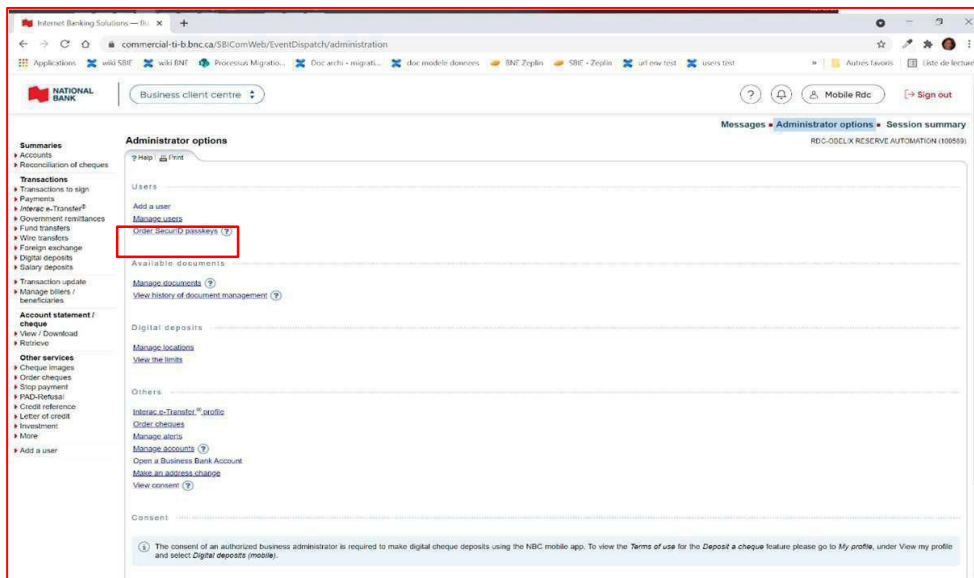 Internet Banking Solutions — Bu
commercial-ti-b.bnc.ca/SBIComWeb/EventDispatch/administration
Applications wiki SBIE wiki BNE Processus Migratio... Doc archi - migrati... doc modele donnees BNE Zeplin SBIE - Zeplin url env test users test » Autres favoris Liste de lecture
NATIONAL
BANK
Business client centre
? Mobile Rdc Sign out
Messages Administrator options Session summary
RDC-OBELIX RESERVE AUTOMATION (100589)
Summaries
Accounts
Reconciliation of cheques
Transactions
Transactions to sign
Payments
Interac e-Transfer®
Government remittances
Fund transfers
Wire transfers
Foreign exchange
Digital deposits
Salary deposits
Transaction update
Manage billers /
beneficiaries
Account statement /
cheque
View / Download
Retrieve
Other services
Cheque images
Order cheques
Stop payment
PAD-Refusal
Credit reference
Letter of credit
Investment
More
Add a user
Administrator options
? Help Print
Users
Add a user
Manage users
Order SecurID passkeys ?
Available documents
Manage documents ?
View history of document management ?
Digital deposits
Manage locations
View the limits
Others
Interac e-Transfer ® profile
Order cheques
Manage alerts
Manage accounts ?
Open a Business Bank Account
Make an address change
View consent ?
Consent
i The consent of an authorized business administrator is required to make digital cheque deposits using the NBC mobile app. To view the Terms of use for the Deposit a cheque feature please go to My profile, under View my profile
and select Digital deposits (mobile).